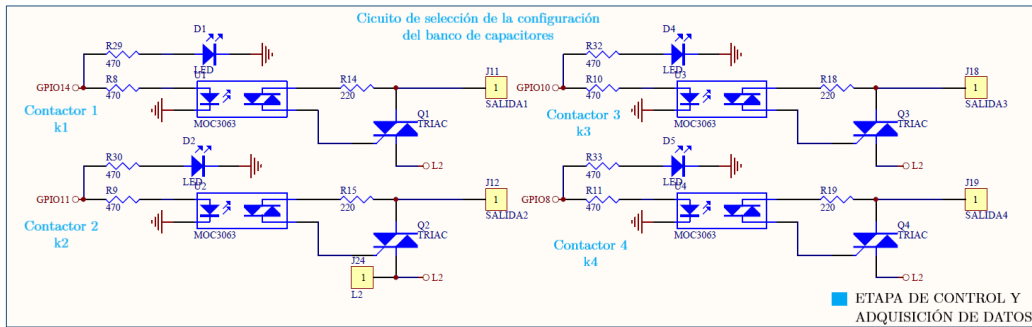 Cicuito de selección de la configuración
del banco de capacitores
D1
R29
470
LED
GPIO14
R8
470
U1
MOC3063
R14
220
J11
1
SALIDA1
Q1
TRIAC
L2
Contactor 1
k1
D2
R30
470
LED
GPIO11
R9
470
U2
MOC3063
R15
220
J12
1
SALIDA2
Q2
TRIAC
J24
1
L2
L2
Contactor 2
k2
D4
R32
470
LED
GPIO10
R10
470
U3
MOC3063
R18
220
J18
1
SALIDA3
Q3
TRIAC
L2
Contactor 3
k3
D5
R33
470
LED
GPIO8
R11
470
U4
MOC3063
R19
220
J19
1
SALIDA4
Q4
TRIAC
L2
Contactor 4
k4
ETAPA DE CONTROL Y
ADQUISICIÓN DE DATOS